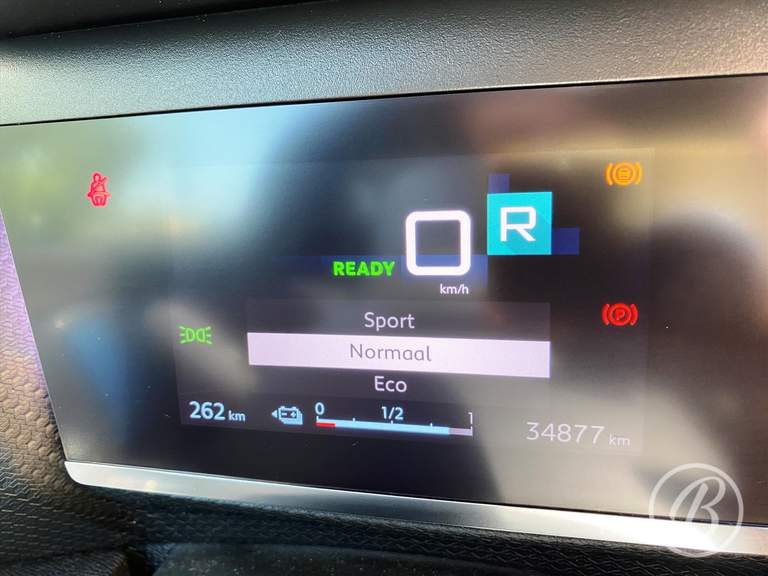 R
READY
0
km/h
Sport
Normaal
Eco
262 km
0 1/2 1
34877 km
P
B